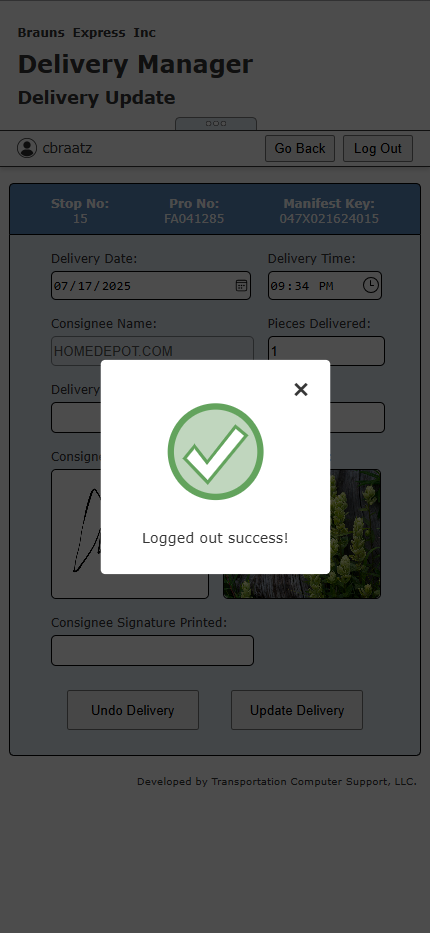 Brauns Express Inc
Delivery Manager
Delivery Update
cbraatz
Go Back
Log Out
Stop No:
Pro No:
Manifest Key:
15
FA041285
047X021624015
Delivery Date:
Delivery Time:
07/17/2025
09:34 PM
Consignee Name:
Pieces Delivered:
HOMEDEPOT.COM
1
Delivery
Logged out success!
Consignee Signature Printed:
Undo Delivery
Update Delivery
Developed by Transportation Computer Support, LLC.